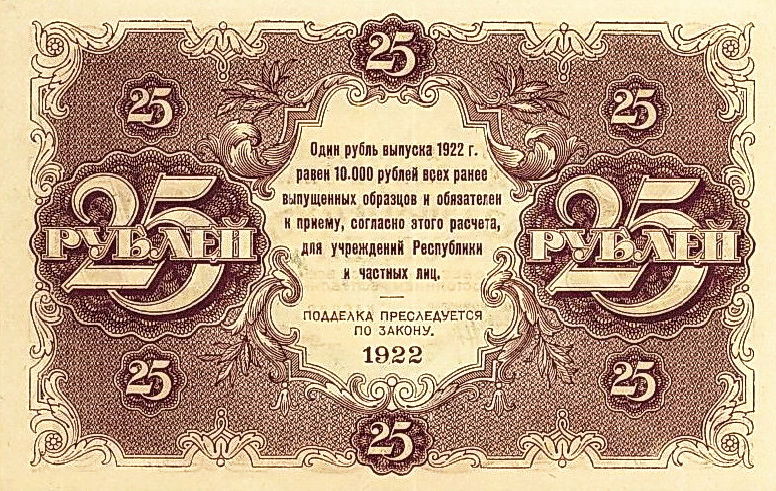 25
25
25
Один рубль выпуска 1922 г.
равен 10.000 рублей всех ранее
выпущенных образцов и обязателен
к приему, согласно этого расчета,
для учреждений Республики
и частных лиц.
25
РУБЛЕЙ
25
РУБЛЕЙ
ПОДДЕЛКА ПРЕСЛЕДУЕТСЯ
ПО ЗАКОНУ.
1922
25
25
25